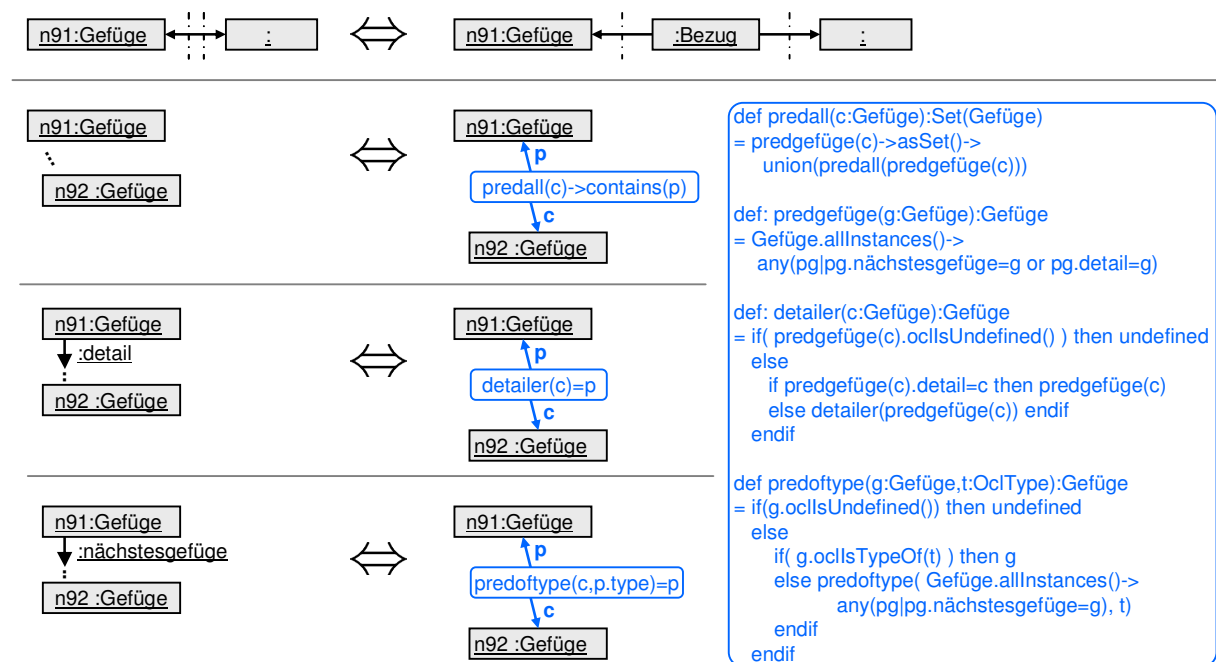 n91:Gefüge
:
n91:Gefüge
:Bezug
:
n91:Gefüge
n92 :Gefüge
n91:Gefüge
p
predall(c)->contains(p)
c
n92 :Gefüge
n91:Gefüge
:detail
n92 :Gefüge
n91:Gefüge
p
detailer(c)=p
c
n92 :Gefüge
n91:Gefüge
:nächstesgefüge
n92 :Gefüge
n91:Gefüge
p
predoftype(c,p.type)=p
c
n92 :Gefüge
def predall(c:Gefüge):Set(Gefüge)
= predgefüge(c)->asSet()->
union(predall(predgefüge(c)))
def: predgefüge(g:Gefüge):Gefüge
= Gefüge.allInstances()->
any(pg|pg.nächstesgefüge=g or pg.detail=g)
def: detailer(c:Gefüge):Gefüge
= if( predgefüge(c).oclIsUndefined() ) then undefined
else
if predgefüge(c).detail=c then predgefüge(c)
else detailer(predgefüge(c)) endif
endif
def predoftype(g:Gefüge,t:OclType):Gefüge
= if(g.oclIsUndefined()) then undefined
else
if( g.oclIsTypeOf(t) ) then g
else predoftype( Gefüge.allInstances()->
any(pg|pg.nächstesgefüge=g), t)
endif
endif